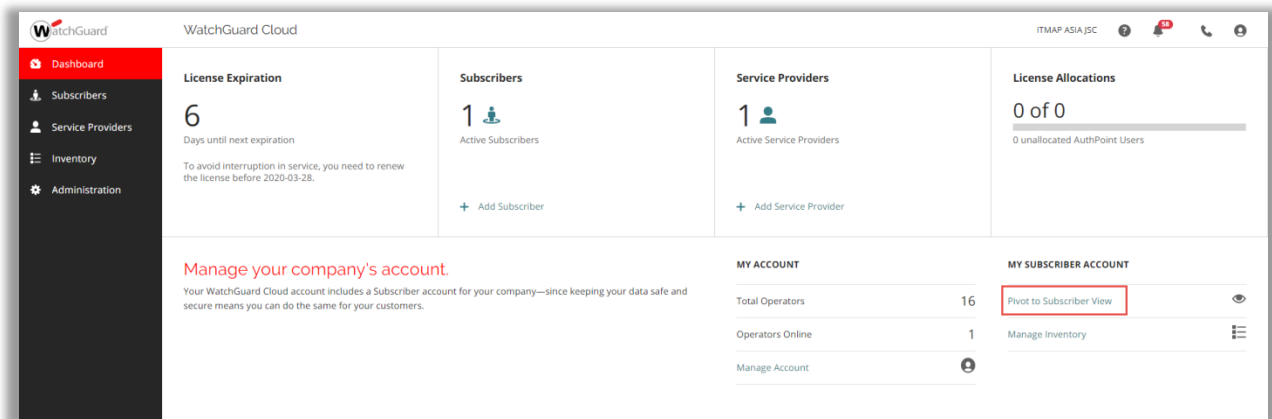 WatchGuard
WatchGuard Cloud
ITMAP ASIA JSC
?
58
Dashboard
Subscribers
Service Providers
Inventory
Administration
License Expiration
6
Days until next expiration
To avoid interruption in service, you need to renew
the license before 2020-03-28.
Subscribers
1
Active Subscribers
+ Add Subscriber
Service Providers
1
Active Service Providers
+ Add Service Provider
License Allocations
0 of 0
0 unallocated AuthPoint Users
Manage your company's account.
Your WatchGuard Cloud account includes a Subscriber account for your company—since keeping your data safe and
secure means you can do the same for your customers.
MY ACCOUNT
Total Operators 16
Operators Online 1
Manage Account
MY SUBSCRIBER ACCOUNT
Pivot to Subscriber View
Manage Inventory